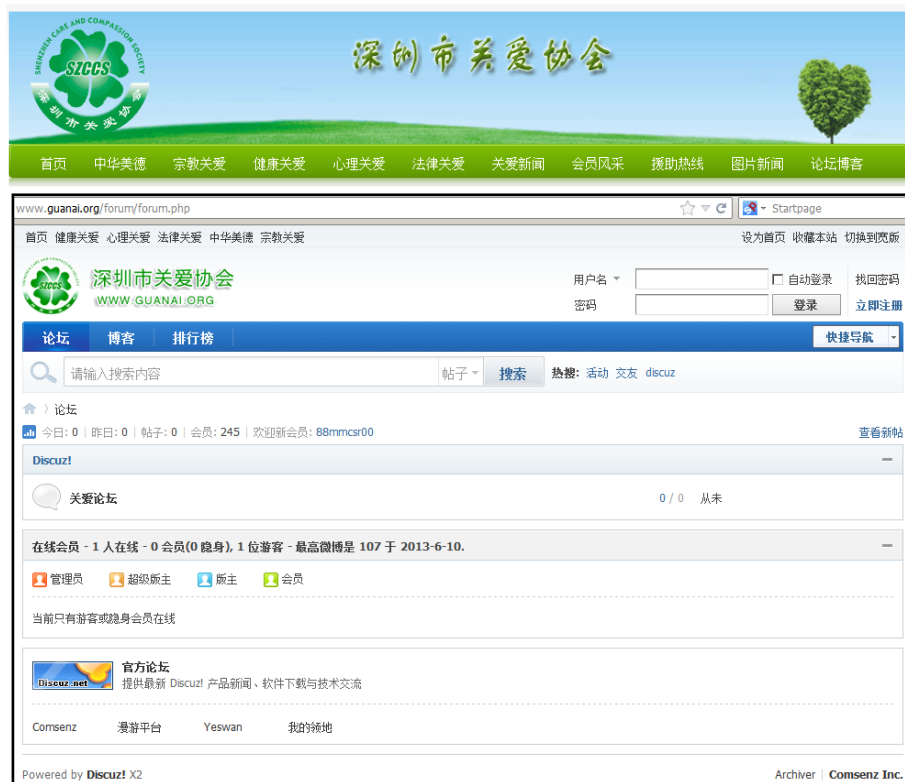 SHENZHEN CARE AND COMPASSION SOCIETY
SZCCS
深圳市关爱协会
深圳市关爱协会
首页 中华美德 宗教关爱 健康关爱 心理关爱 法律关爱 关爱新闻 会员风采 援助热线 图片新闻 论坛博客
www.guanai.org/forum/forum.php Startpage
首页 健康关爱 心理关爱 法律关爱 中华美德 宗教关爱 设为首页 收藏本站 切换到宽版
SZCCS
深圳市关爱协会
WWW.GUANAI.ORG
用户名 自动登录 找回密码
密码 登录 立即注册
论坛 博客 排行榜 快捷导航
请输入搜索内容 帖子 搜索 热搜: 活动 交友 discuz
〉论坛
今日: 0 | 昨日: 0 | 帖子: 0 | 会员: 245 | 欢迎新会员: 88mmcsr00 查看新帖
Discuz!
关爱论坛 0 / 0 从未
在线会员 - 1 人在线 - 0 会员(0 隐身), 1 位游客 - 最高微博是 107 于 2013-6-10.
管理员 超级版主 版主 会员
当前只有游客或隐身会员在线
Discuz.net
官方论坛
提供最新 Discuz! 产品新闻、软件下载与技术交流
Comsenz 漫游平台 Yeswan 我的领地
Powered by Discuz! X2 Archiver | Comsenz Inc.